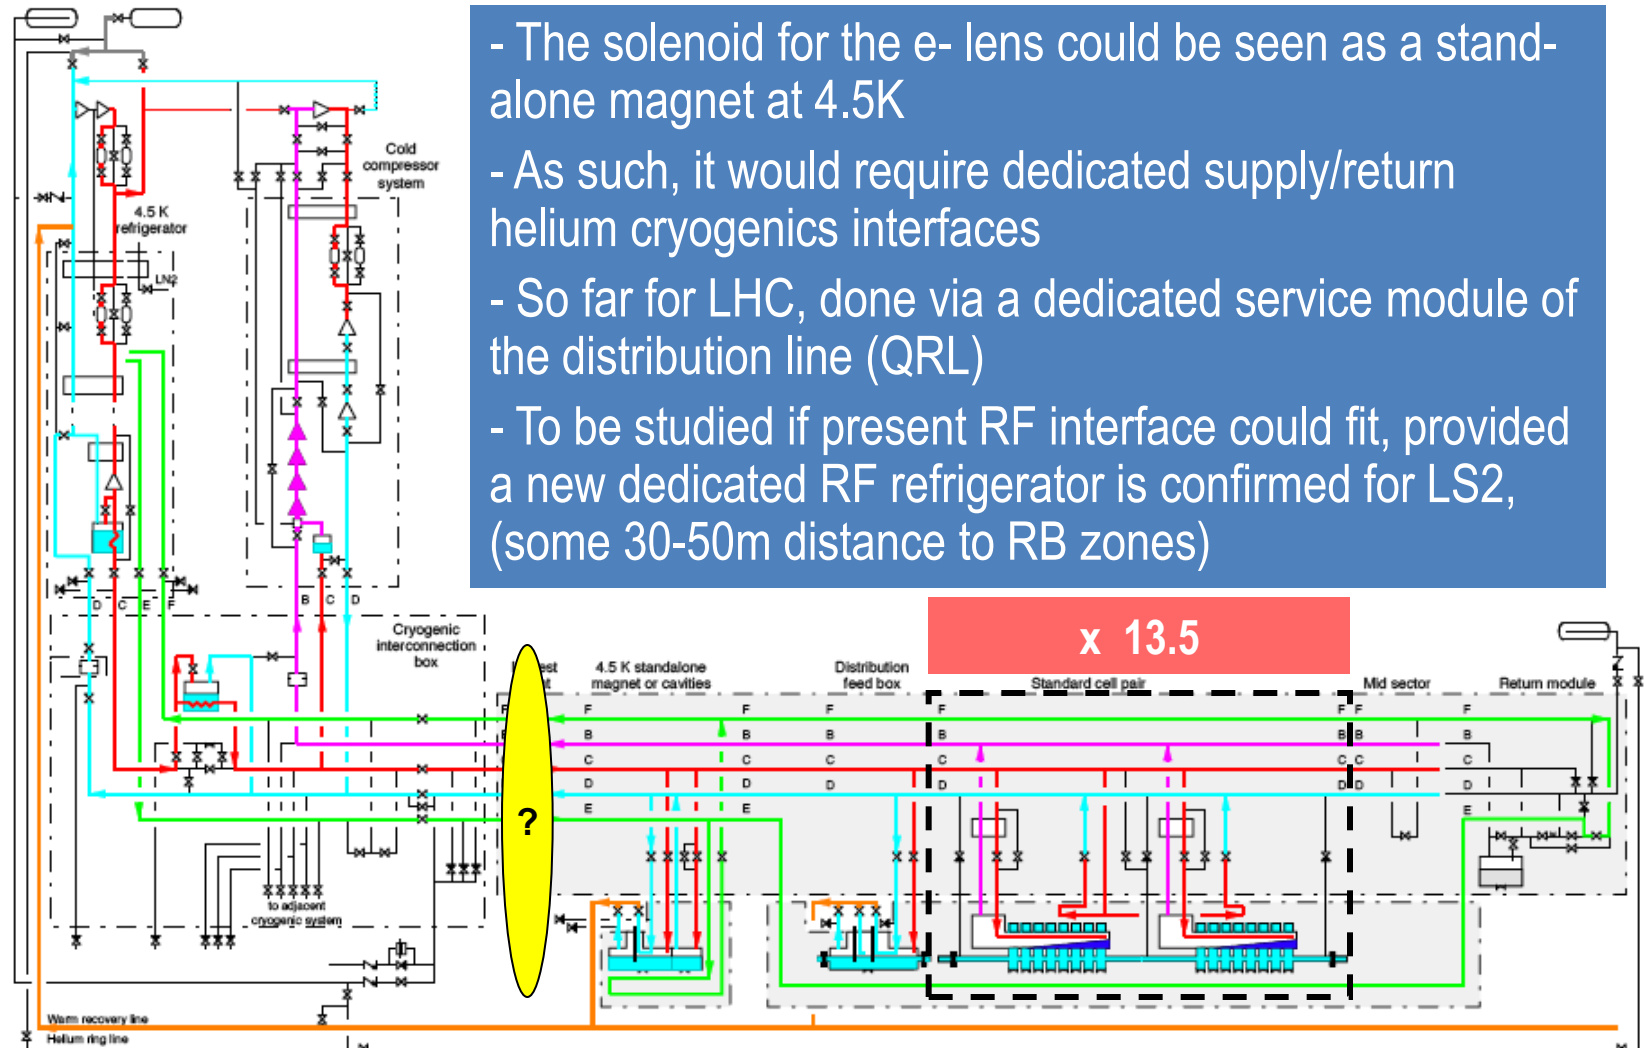 - The solenoid for the e- lens could be seen as a stand-
alone magnet at 4.5K
- As such, it would require dedicated supply/return
helium cryogenics interfaces
- So far for LHC, done via a dedicated service module of
the distribution line (QRL)
- To be studied if present RF interface could fit, provided
a new dedicated RF refrigerator is confirmed for LS2,
(some 30-50m distance to RB zones)
Cold
compressor
system
4.5 K
refrigerator
LN2
D C E F
B C D
Cryogenic
interconnection
box
x 13.5
4.5 K standalone
magnet or cavities
Distribution
feed box
Standard cell pair
Mid sector
Return module
F F F F F F F
B B B B B B B
C C C C C C C
D D D D D D D
E E E
?
to adjacent
cryogenic system
Warm recovery line
Helium ring line